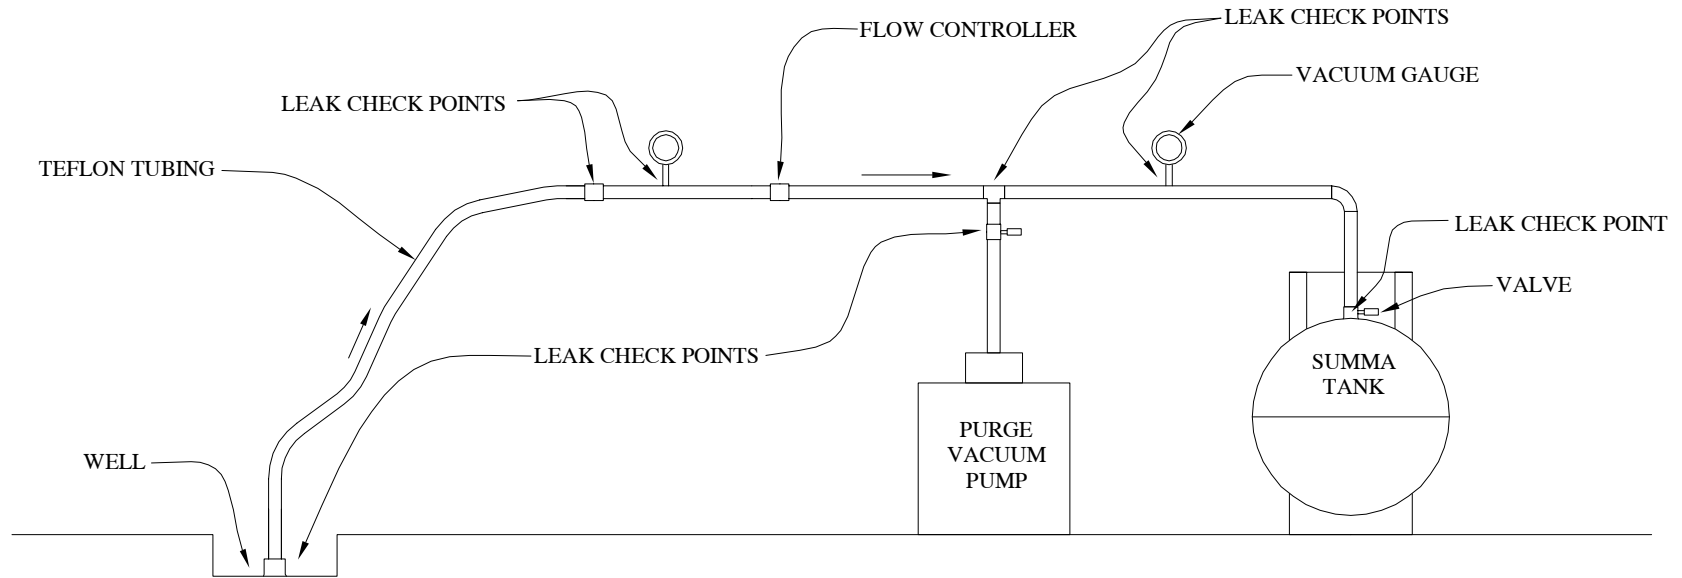 LEAK CHECK POINTS
FLOW CONTROLLER
VACUUM GAUGE
LEAK CHECK POINTS
TEFLON TUBING
LEAK CHECK POINT
VALVE
LEAK CHECK POINTS
SUMMA
TANK
PURGE
VACUUM
PUMP
WELL